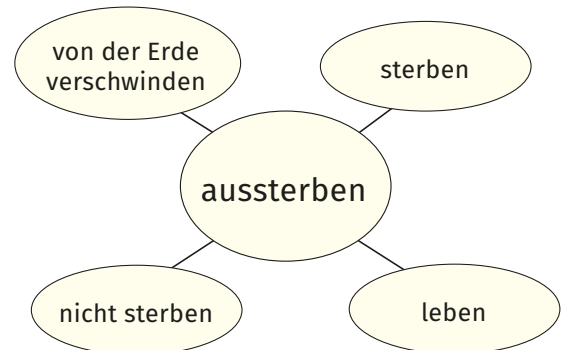 von der Erde
verschwinden
sterben
aussterben
nicht sterben
leben